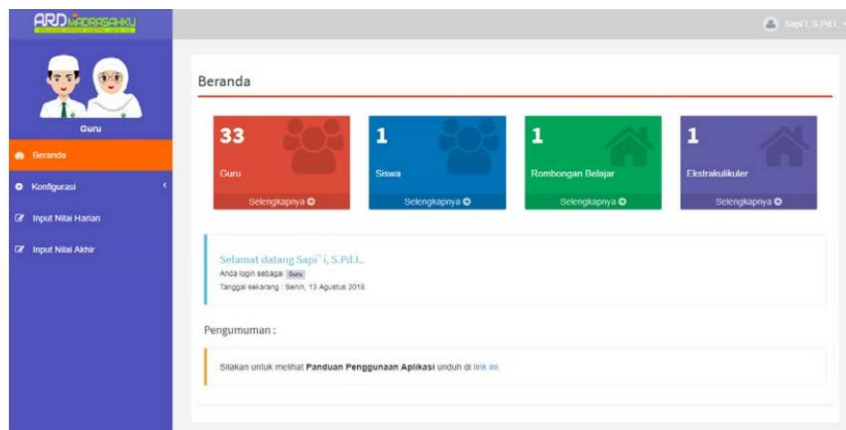 ARD MADRASAHKU
Sapi'i, S.Pd.I.
Guru
Beranda
Konfigurasi
Input Nilai Harian
Input Nilai Akhir
Beranda
33
Guru
Selengkapnya
1
Siswa
Selengkapnya
1
Rombongan Belajar
Selengkapnya
1
Ekstrakulikuler
Selengkapnya
Selamat datang Sapi`i, S.Pd.I..
Anda login sebagai Guru
Tanggal sekarang : Senin, 13 Agustus 2018.
Pengumuman :
Silakan untuk melihat Panduan Penggunaan Aplikasi unduh di link ini.